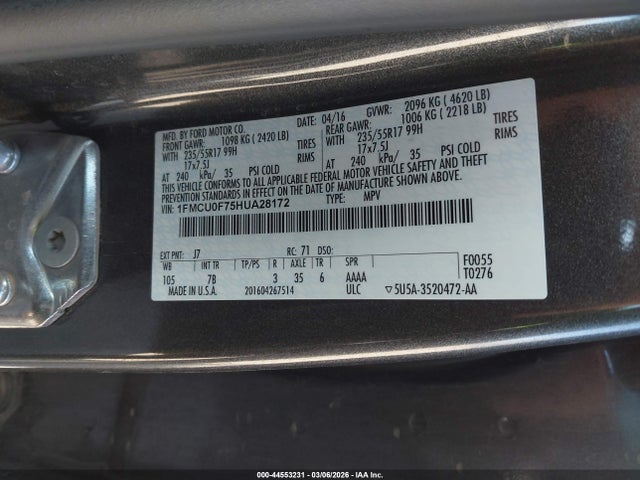 MFD. BY FORD MOTOR CO.
DATE: 04/16 GVWR: 2096 KG ( 4620 LB)
FRONT GAWR: 1098 KG ( 2420 LB) REAR GAWR: 1006 KG ( 2218 LB)
WITH 235/55R17 99H TIRES WITH 235/55R17 99H TIRES
17x7.5J RIMS 17x7.5J RIMS
AT 240 kPa/ 35 PSI COLD AT 240 kPa/ 35 PSI COLD
THIS VEHICLE CONFORMS TO ALL APPLICABLE FEDERAL MOTOR VEHICLE SAFETY AND THEFT
PREVENTION STANDARDS IN EFFECT ON THE DATE OF MANUFACTURE SHOWN ABOVE.
VIN: 1FMCU0F75HUA28172 TYPE: MPV
EXT PNT: J7 RC: 71 DSO:
WB INT TR TP/PS R AXLE TR SPR F0055
105 7B 3 35 6 AAAA T0276
MADE IN U.S.A. 201604267514 ULC ▽5U5A-3520472-AA
000-44553231 | 03/06/2026 | IAA Inc.